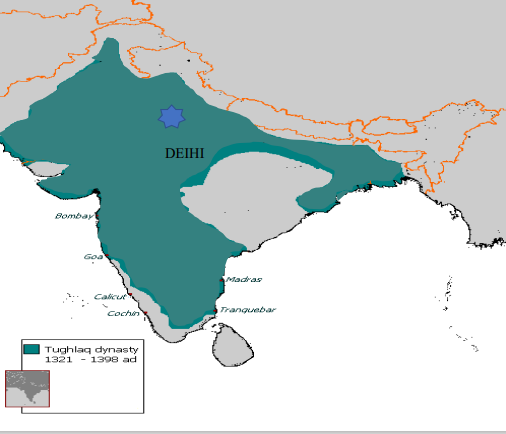 DEIHI
Bombay
Goa
Madras
Calicut
Cochin
Tranquebar
Tughlaq dynasty
1321 - 1398 ad